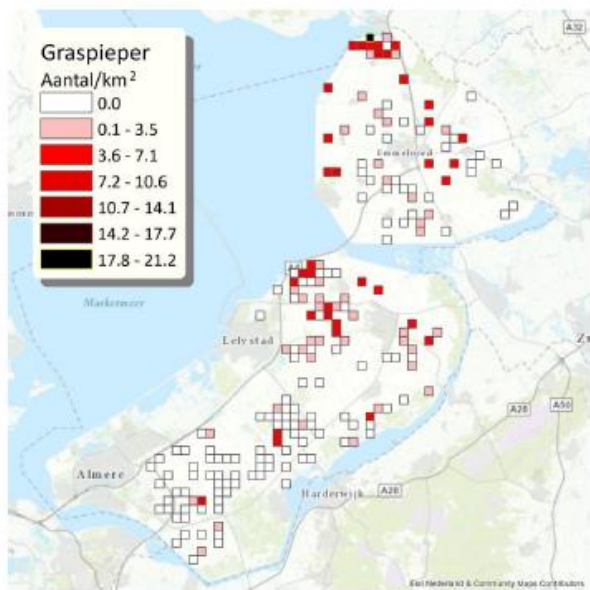 Graspieper
Aantal/km²
0.0
0.1 - 3.5
3.6 - 7.1
7.2 - 10.6
10.7 - 14.1
14.2 - 17.7
17.8 - 21.2
A32
Emmeloord
Markermeer
Lelystad
A50
A28
Almere
Harderwijk
A28
Esri Nederland & Community Maps Contributors